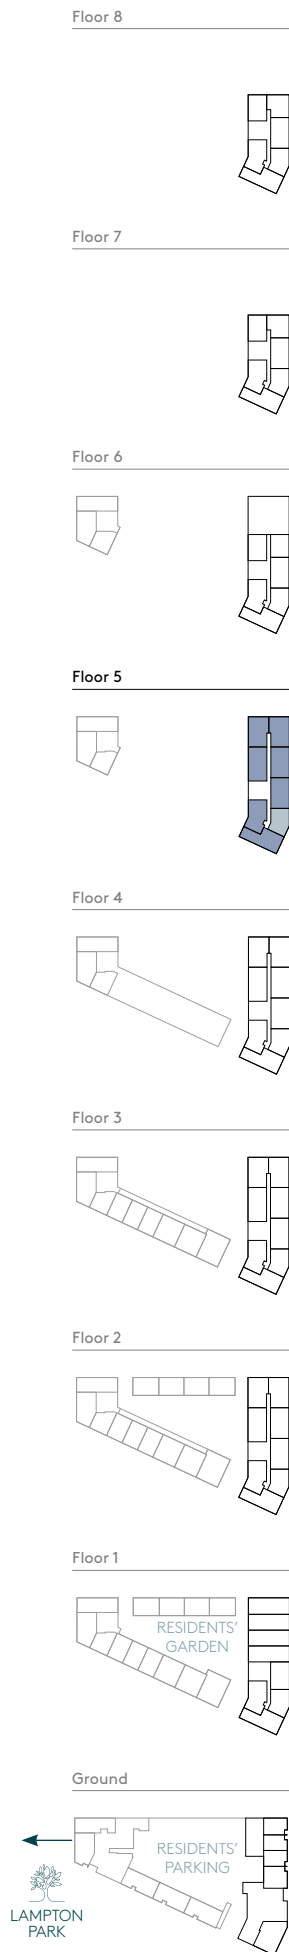 Floor 8
Floor 7
Floor 6
Floor 5
Floor 4
Floor 3
Floor 2
Floor 1
RESIDENTS'
GARDEN
Ground
RESIDENTS'
PARKING
LAMPTON
PARK